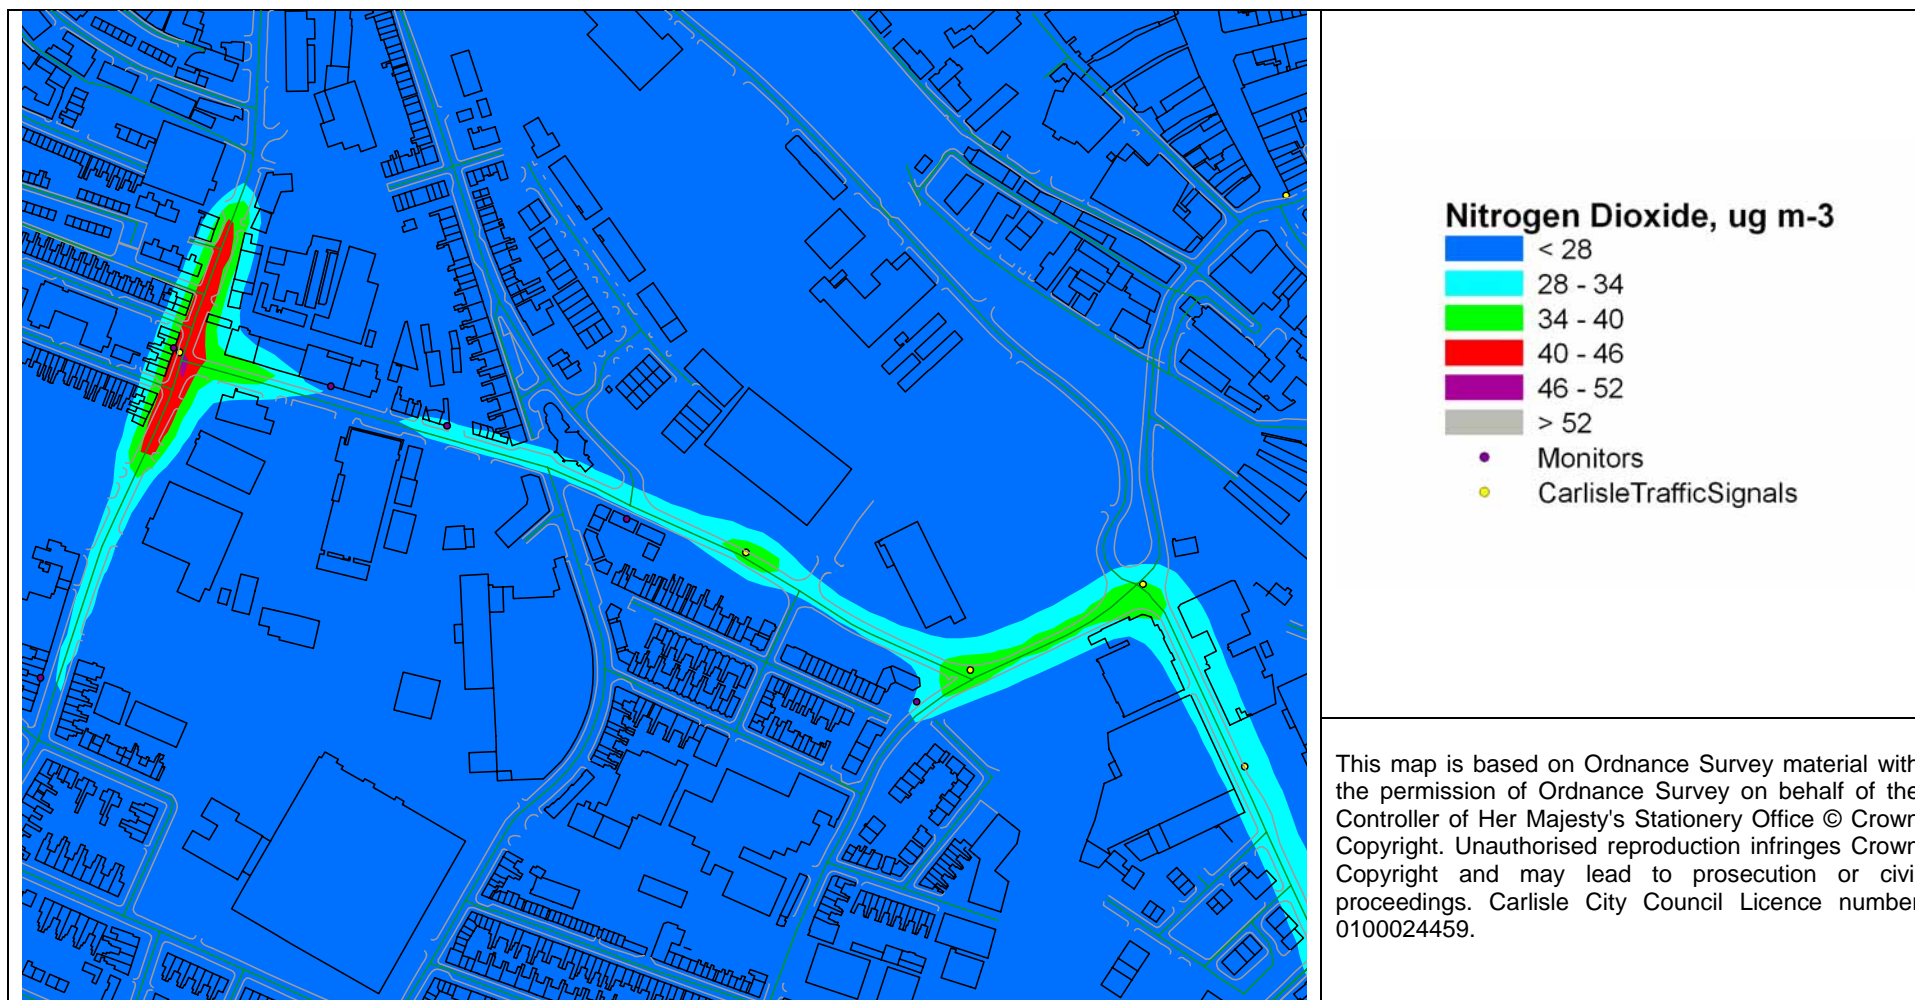 Nitrogen Dioxide, ug m-3
< 28
28 - 34
34 - 40
40 - 46
46 - 52
> 52
Monitors
CarlisleTrafficSignals
This map is based on Ordnance Survey material with
the permission of Ordnance Survey on behalf of the
Controller of Her Majesty's Stationery Office © Crown
Copyright. Unauthorised reproduction infringes Crown
Copyright and may lead to prosecution or civi
proceedings. Carlisle City Council Licence number
0100024459.